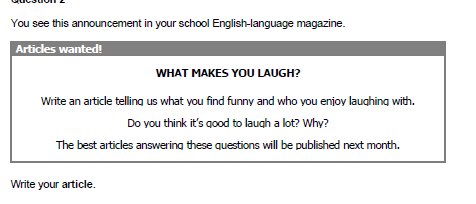 Question 2
You see this announcement in your school English-language magazine.
Articles wanted!
WHAT MAKES YOU LAUGH?
Write an article telling us what you find funny and who you enjoy laughing with.
Do you think it's good to laugh a lot? Why?
The best articles answering these questions will be published next month.
Write your article.